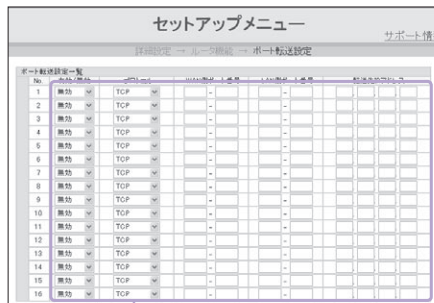 セットアップメニュー
サポート情
詳細設定 → ルータ機能 → ポート転送設定
ポート転送設定一覧
No.
1 無効 TCP - -
2 無効 TCP - -
3 無効 TCP - -
4 無効 TCP - -
5 無効 TCP - -
6 無効 TCP - -
7 無効 TCP - -
8 無効 TCP - -
9 無効 TCP - -
10 無効 TCP - -
11 無効 TCP - -
12 無効 TCP - -
13 無効 TCP - -
14 無効 TCP - -
15 無効 TCP - -
16 無効 TCP - -